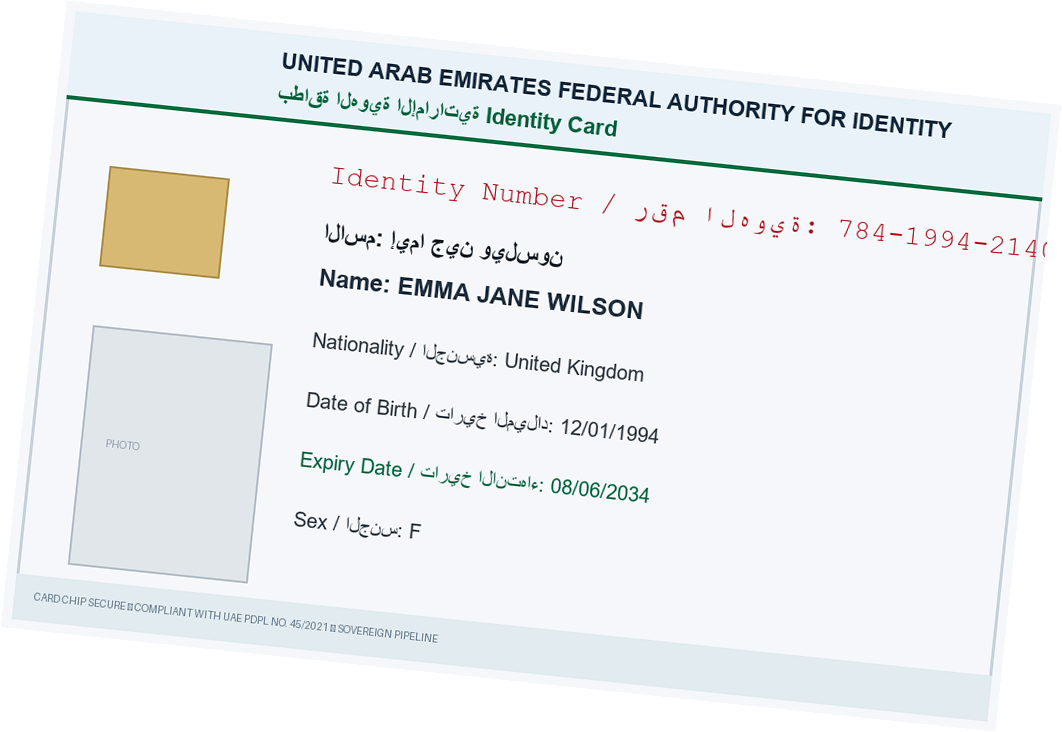 UNITED ARAB EMIRATES FEDERAL AUTHORITY FOR IDENTITY
بطاقة الهوية الإماراتية Identity Card
Identity Number / رقم الهوية: 784-1994-2140
الاسم: إيما جين ويلسون
Name: EMMA JANE WILSON
Nationality / الجنسية: United Kingdom
Date of Birth / تاريخ الميلاد: 12/01/1994
Expiry Date / تاريخ الانتهاء: 08/06/2034
Sex / الجنس: F
PHOTO
CARD CHIP SECURE COMPLIANT WITH UAE PDPL NO. 45/2021 SOVEREIGN PIPELINE